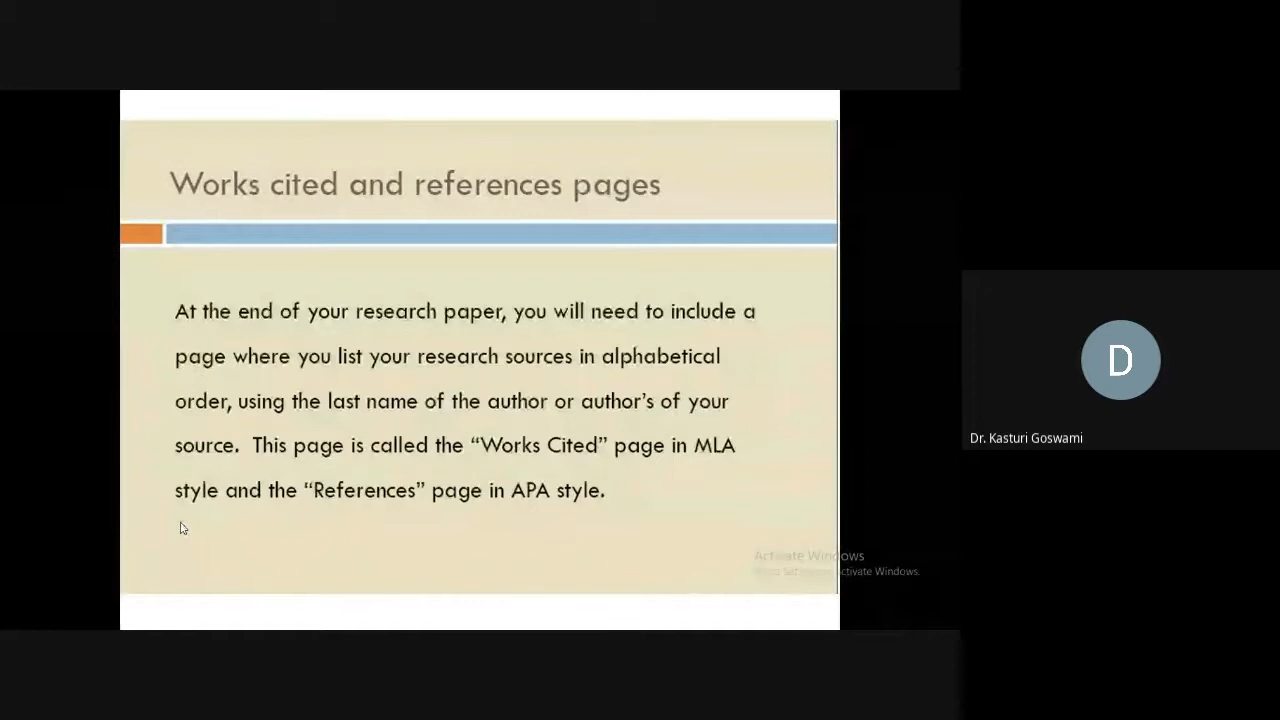 Works cited and references pages
At the end of your research paper, you will need to include a
page where you list your research sources in alphabetical
order, using the last name of the author or author’s of your
source.  This page is called the “Works Cited” page in MLA
style and the “References” page in APA style.
Activate Windows
activate Windows.
D
Dr. Kasturi Goswami